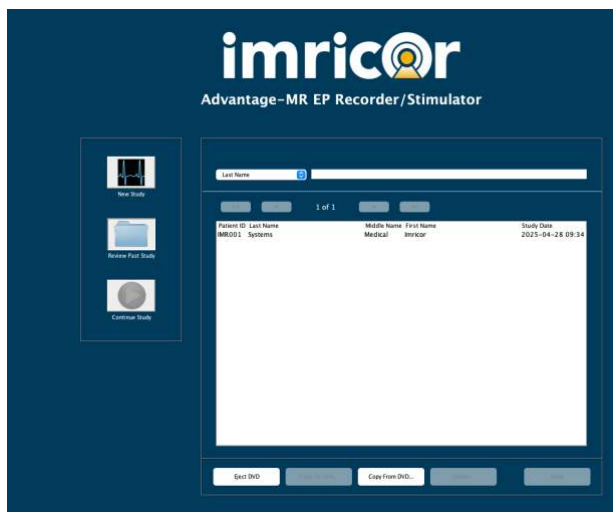 imricor
Advantage-MR EP Recorder/Stimulator
New Study
Review Past Study
Continue Study
Last Name
1 of 1
Patient ID Last Name Middle Name First Name Study Date
IMR001 Systems Medical Imricor 2025-04-28 09:34
Eject DVD Copy From DVD...